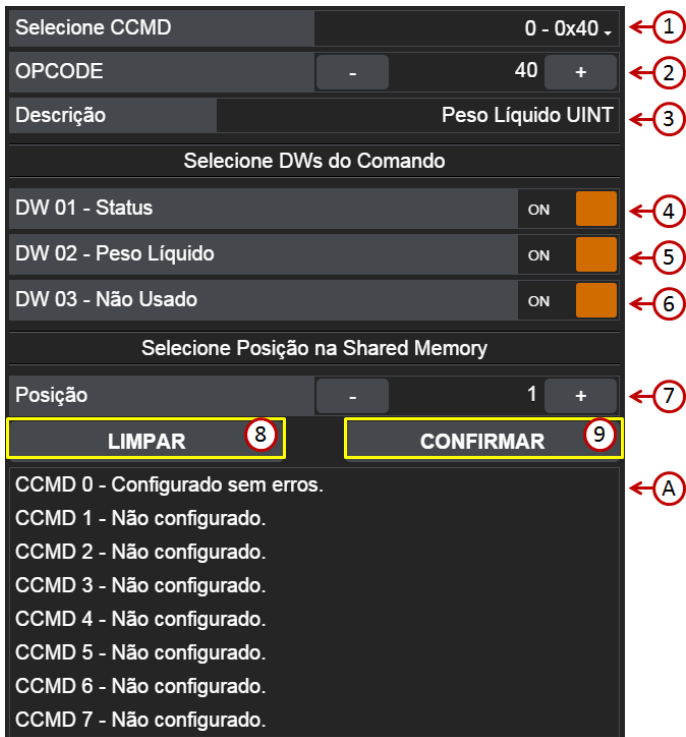 Selecione CCMD 0 - 0x40 1
OPCODE - 40 + 2
Descrição Peso Líquido UINT 3
Selecione DWs do Comando
DW 01 - Status ON 4
DW 02 - Peso Líquido ON 5
DW 03 - Não Usado ON 6
Selecione Posição na Shared Memory
Posição - 1 + 7
LIMPAR 8 CONFIRMAR 9
CCMD 0 - Configurado sem erros. A
CCMD 1 - Não configurado.
CCMD 2 - Não configurado.
CCMD 3 - Não configurado.
CCMD 4 - Não configurado.
CCMD 5 - Não configurado.
CCMD 6 - Não configurado.
CCMD 7 - Não configurado.